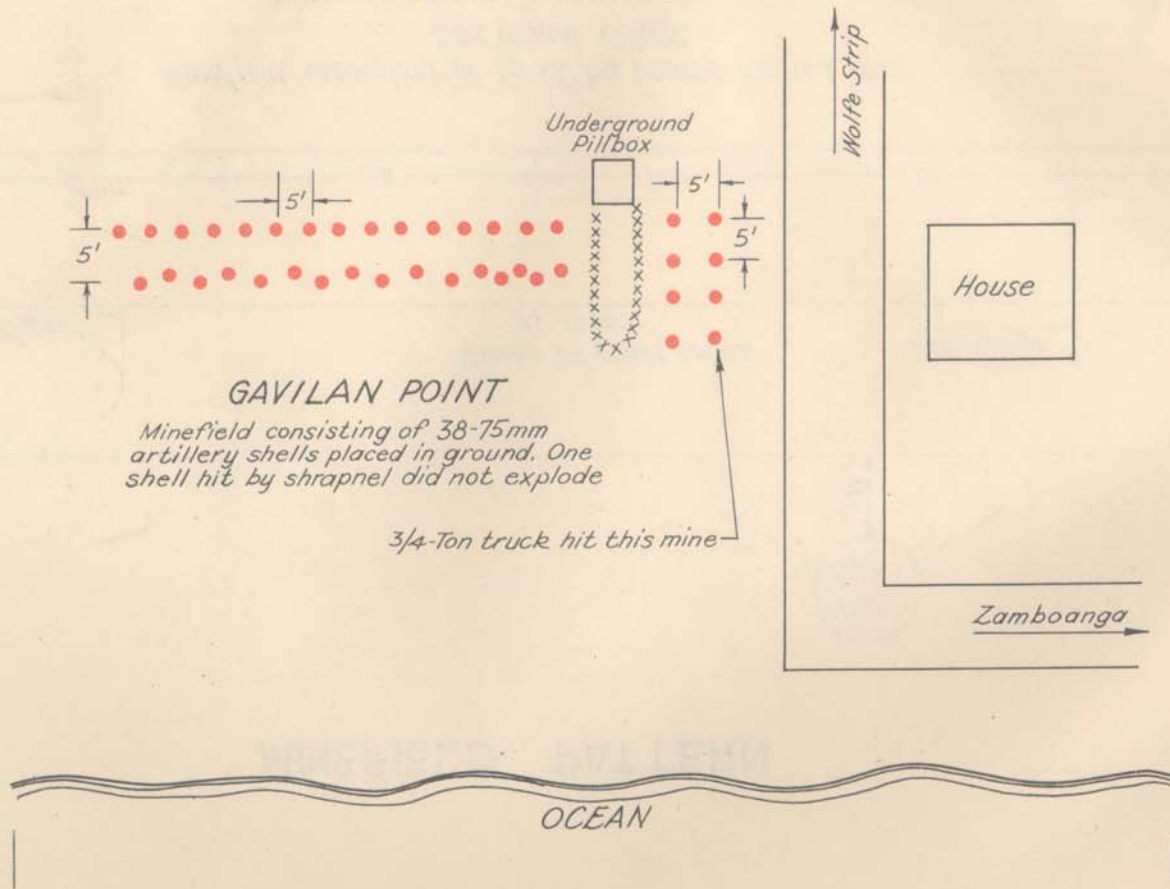 Wolfe Strip
Underground
Pillbox
5'
5'
5'
5'
House
GAVILAN POINT
Minefield consisting of 38-75mm
artillery shells placed in ground. One
shell hit by shrapnel did not explode
3/4-Ton truck hit this mine
Zamboanga
MINEFIELD PATTERN
OCEAN